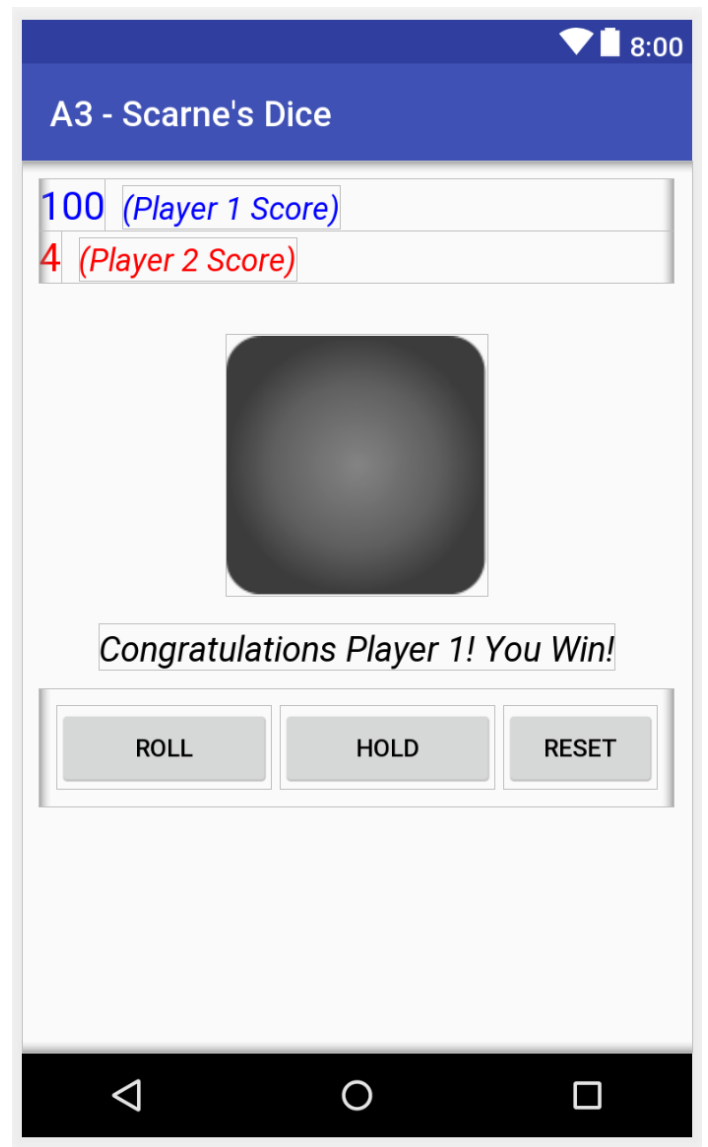 8:00
A3 - Scarne's Dice
100 (Player 1 Score)
4 (Player 2 Score)
Congratulations Player 1! You Win!
ROLL HOLD RESET